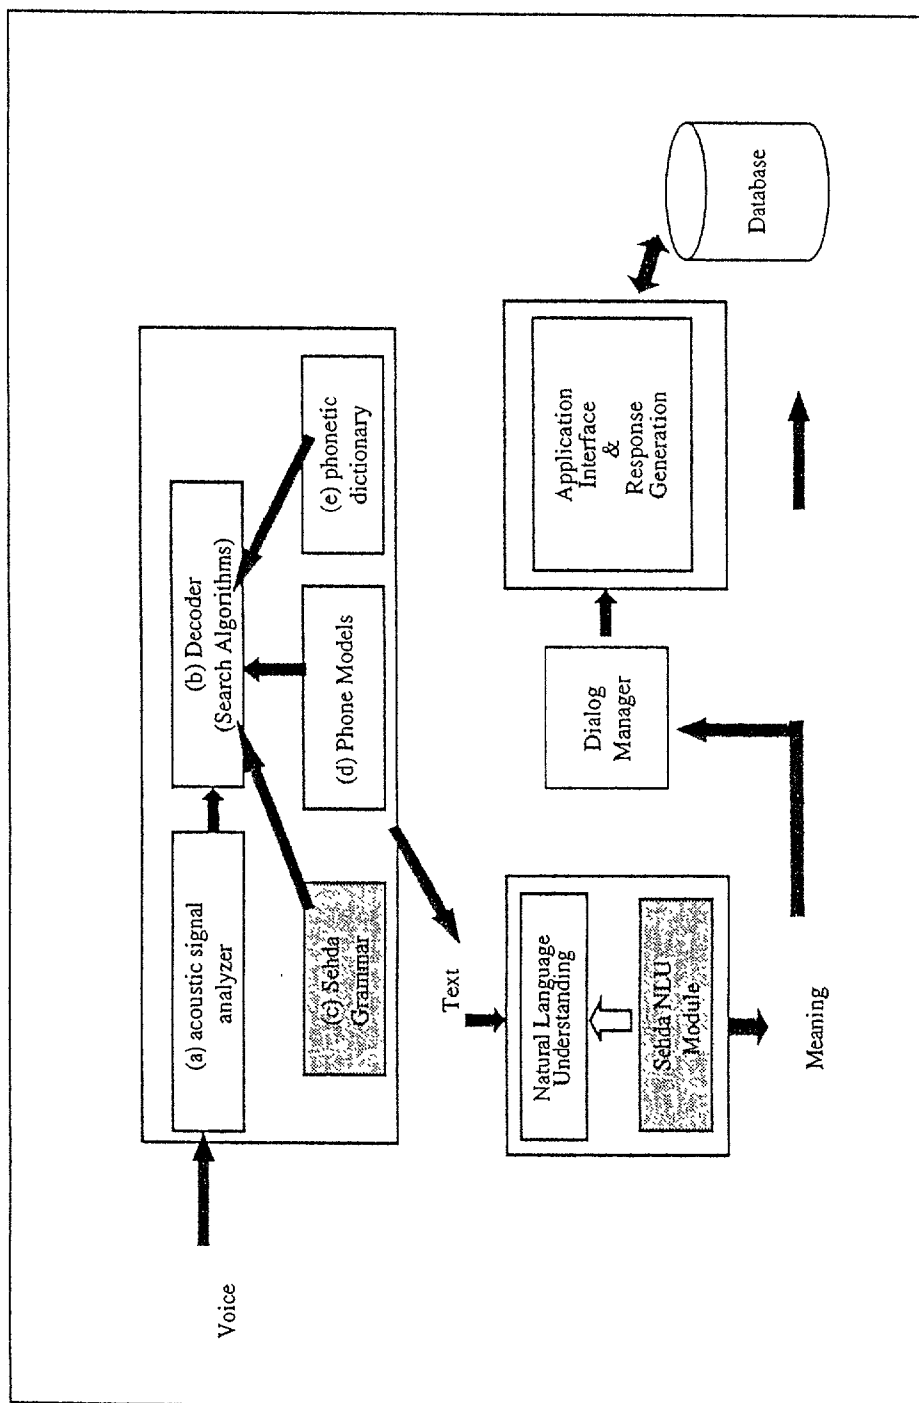 Voice
(a) acoustic signal
analyzer
(b) Decoder
(Search Algorithms)
(c) Sehda
Grammar
(d) Phone Models
(e) phonetic
dictionary
Text
Natural Language
Understanding
Sehda NLU
Module
Meaning
Dialog
Manager
Application
Interface
&
Response
Generation
Database